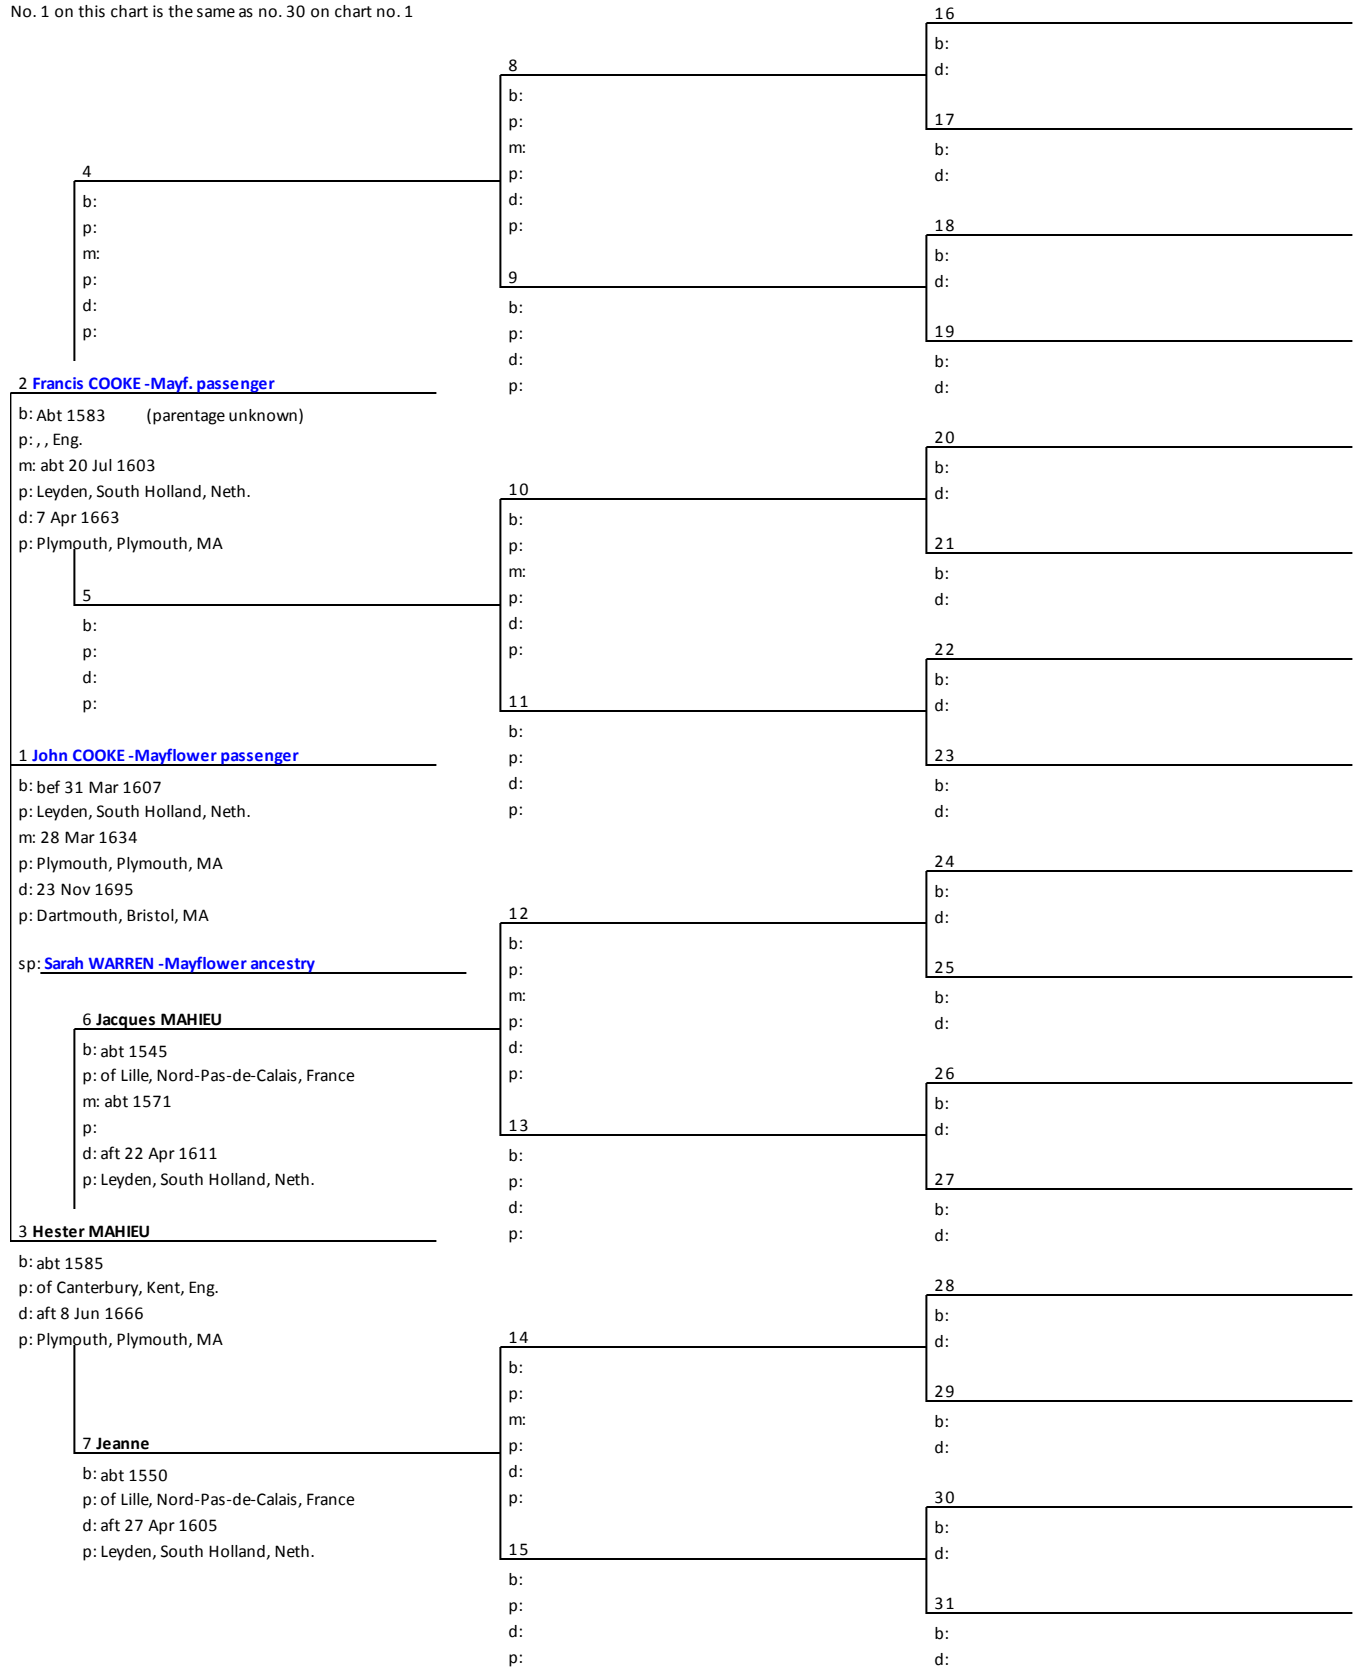 No. 1 on this chart is the same as no. 30 on chart no. 1
4
b:
p:
m:
p:
d:
p:
2 Francis COOKE -Mayf. passenger
b: Abt 1583 (parentage unknown)
p: , , Eng.
m: abt 20 Jul 1603
p: Leyden, South Holland, Neth.
d: 7 Apr 1663
p: Plymouth, Plymouth, MA
5
b:
p:
d:
p:
1 John COOKE -Mayflower passenger
b: bef 31 Mar 1607
p: Leyden, South Holland, Neth.
m: 28 Mar 1634
p: Plymouth, Plymouth, MA
d: 23 Nov 1695
p: Dartmouth, Bristol, MA
sp: Sarah WARREN -Mayflower ancestry
6 Jacques MAHIEU
b: abt 1545
p: of Lille, Nord-Pas-de-Calais, France
m: abt 1571
p:
d: aft 22 Apr 1611
p: Leyden, South Holland, Neth.
3 Hester MAHIEU
b: abt 1585
p: of Canterbury, Kent, Eng.
d: aft 8 Jun 1666
p: Plymouth, Plymouth, MA
7 Jeanne
b: abt 1550
p: of Lille, Nord-Pas-de-Calais, France
d: aft 27 Apr 1605
p: Leyden, South Holland, Neth.
8
b:
p:
m:
p:
d:
p:
9
b:
p:
d:
p:
10
b:
p:
m:
p:
d:
p:
11
b:
p:
d:
p:
12
b:
p:
m:
p:
d:
p:
13
b:
p:
d:
p:
14
b:
p:
m:
p:
d:
p:
15
b:
p:
d:
p:
16
b:
d:
17
b:
d:
18
b:
d:
19
b:
d:
20
b:
d:
21
b:
d:
22
b:
d:
23
b:
d:
24
b:
d:
25
b:
d:
26
b:
d:
27
b:
d:
28
b:
d:
29
b:
d:
30
b:
d:
31
b:
d: